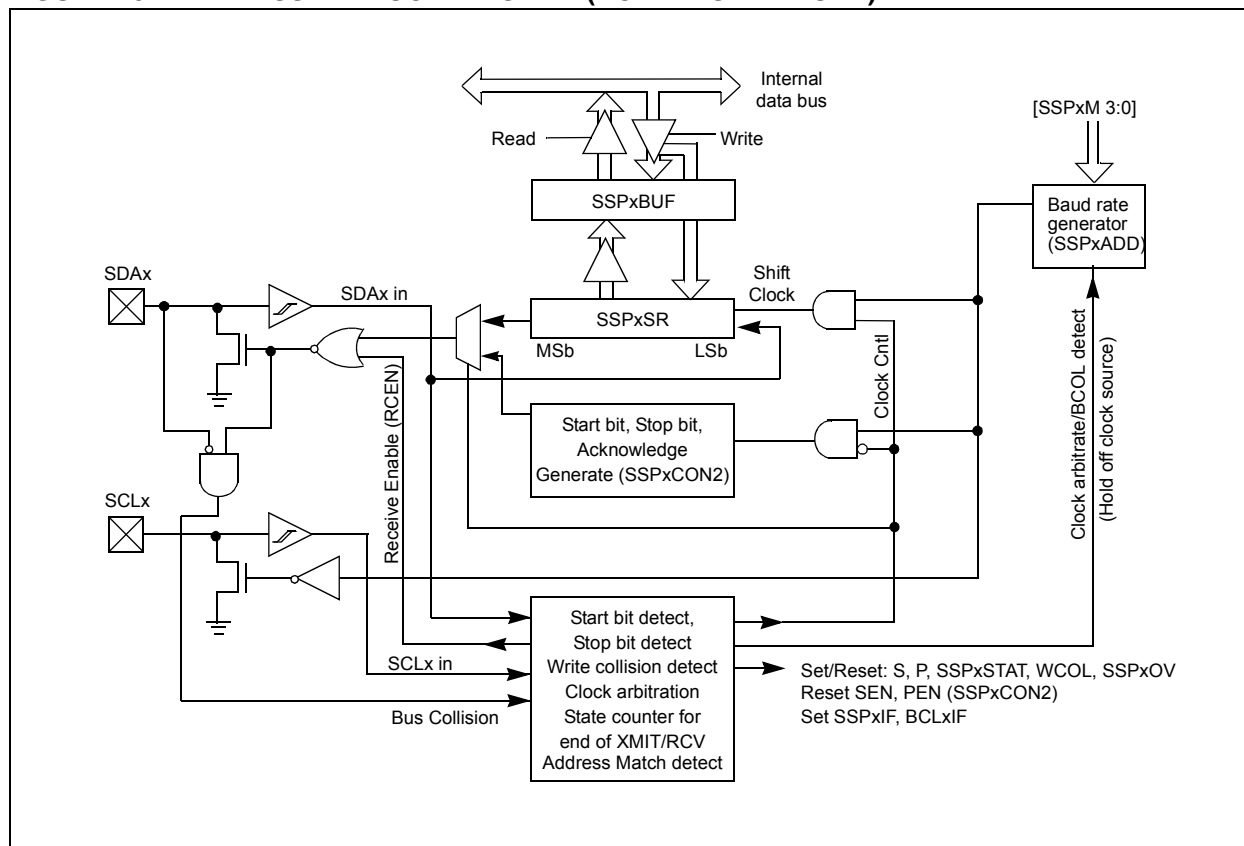 Internal
data bus
[SSPxM 3:0]
Read
Write
SSPxBUF
Baud rate
generator
(SSPxADD)
SDAx
SDAx in
Shift
Clock
SSPxSR
MSb
LSb
Receive Enable (RCEN)
Start bit, Stop bit,
Acknowledge
Generate (SSPxCON2)
Clock Cntl
Clock arbitrate/BCOL detect
(Hold off clock source)
SCLx
SCLx in
Bus Collision
Start bit detect,
Stop bit detect
Write collision detect
Clock arbitration
State counter for
end of XMIT/RCV
Address Match detect
Set/Reset: S, P, SSPxSTAT, WCOL, SSPxOV
Reset SEN, PEN (SSPxCON2)
Set SSPxIF, BCLxIF